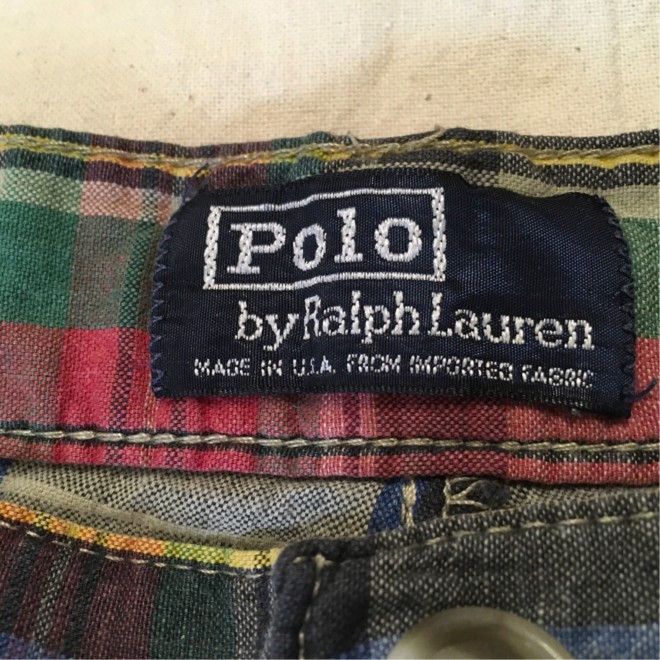 Polo
by Ralph Lauren
MADE IN U.S.A. FROM IMPORTED FABRIC